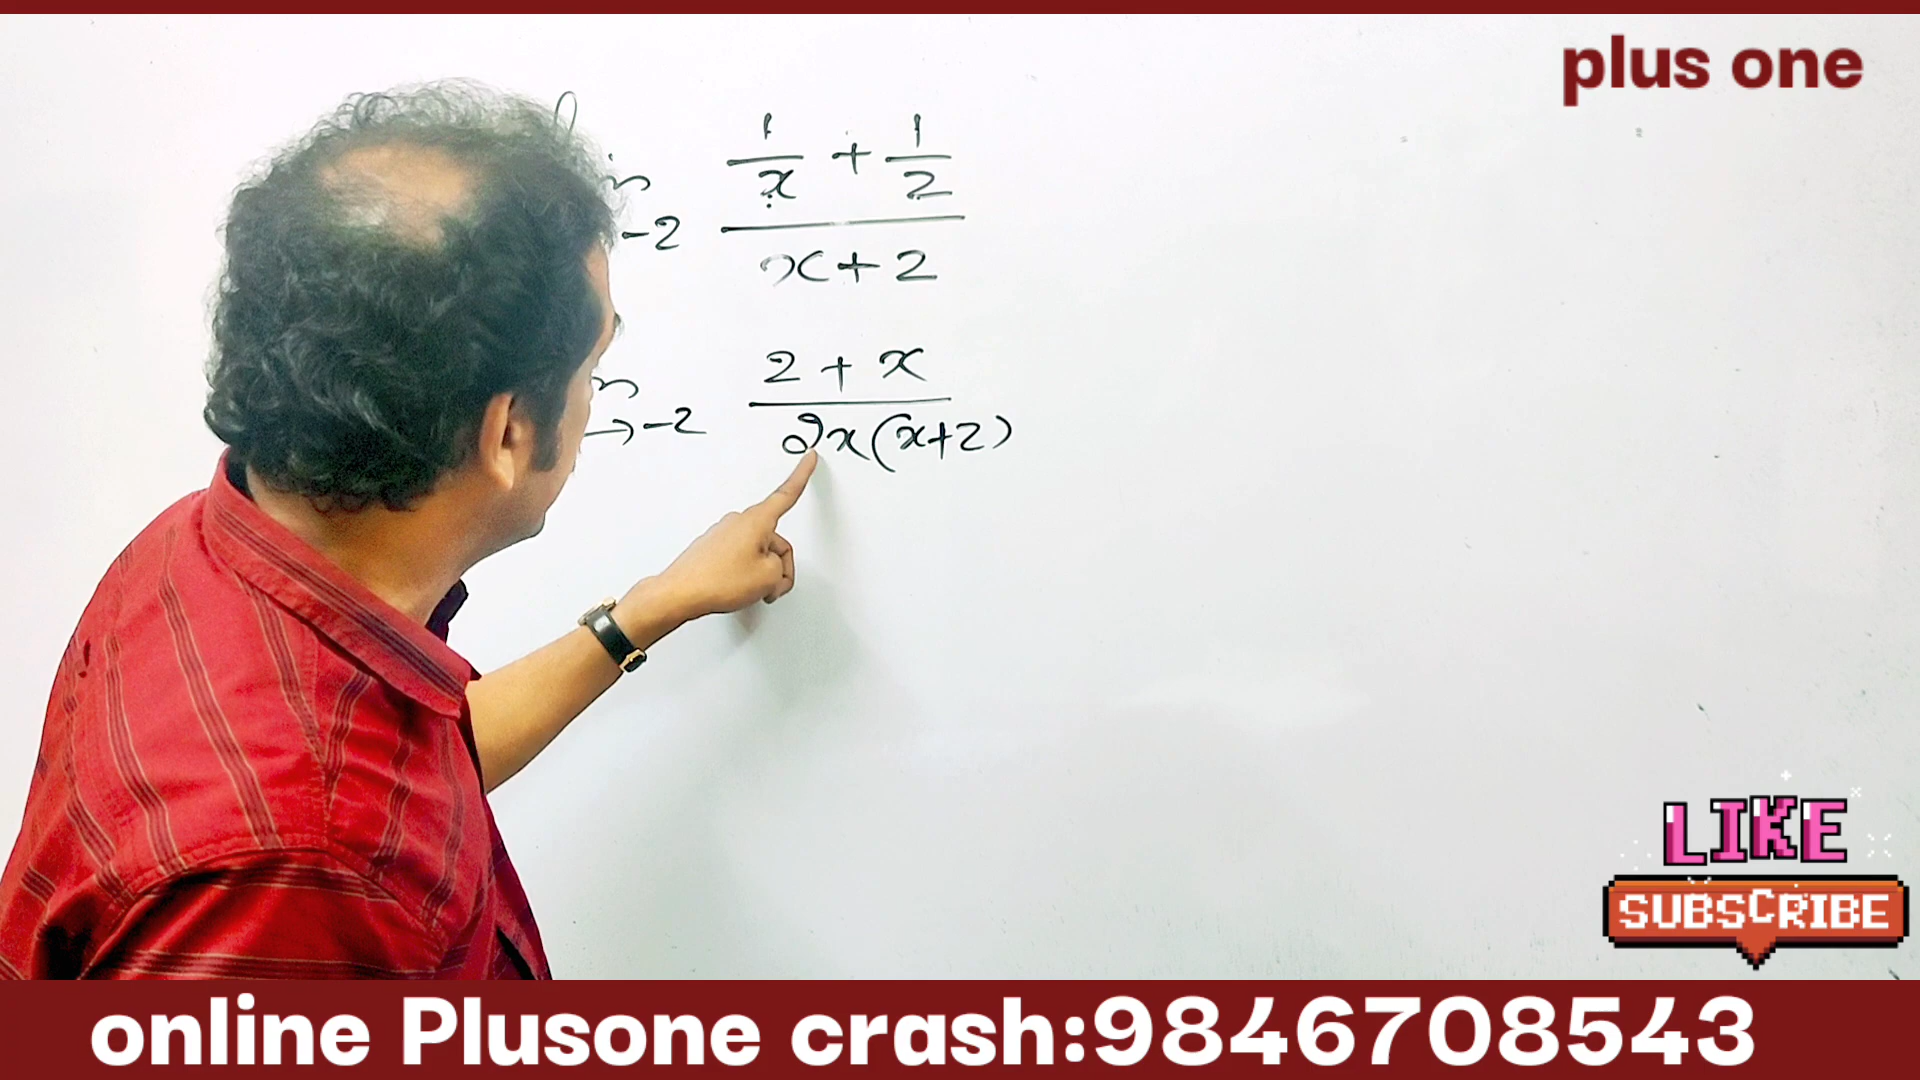 plus one
1/x + 1/2
-2
x+2
2 + x
→-2
2x(x+2)
LIKE
SUBSCRIBE
online Plusone crash:9846708543